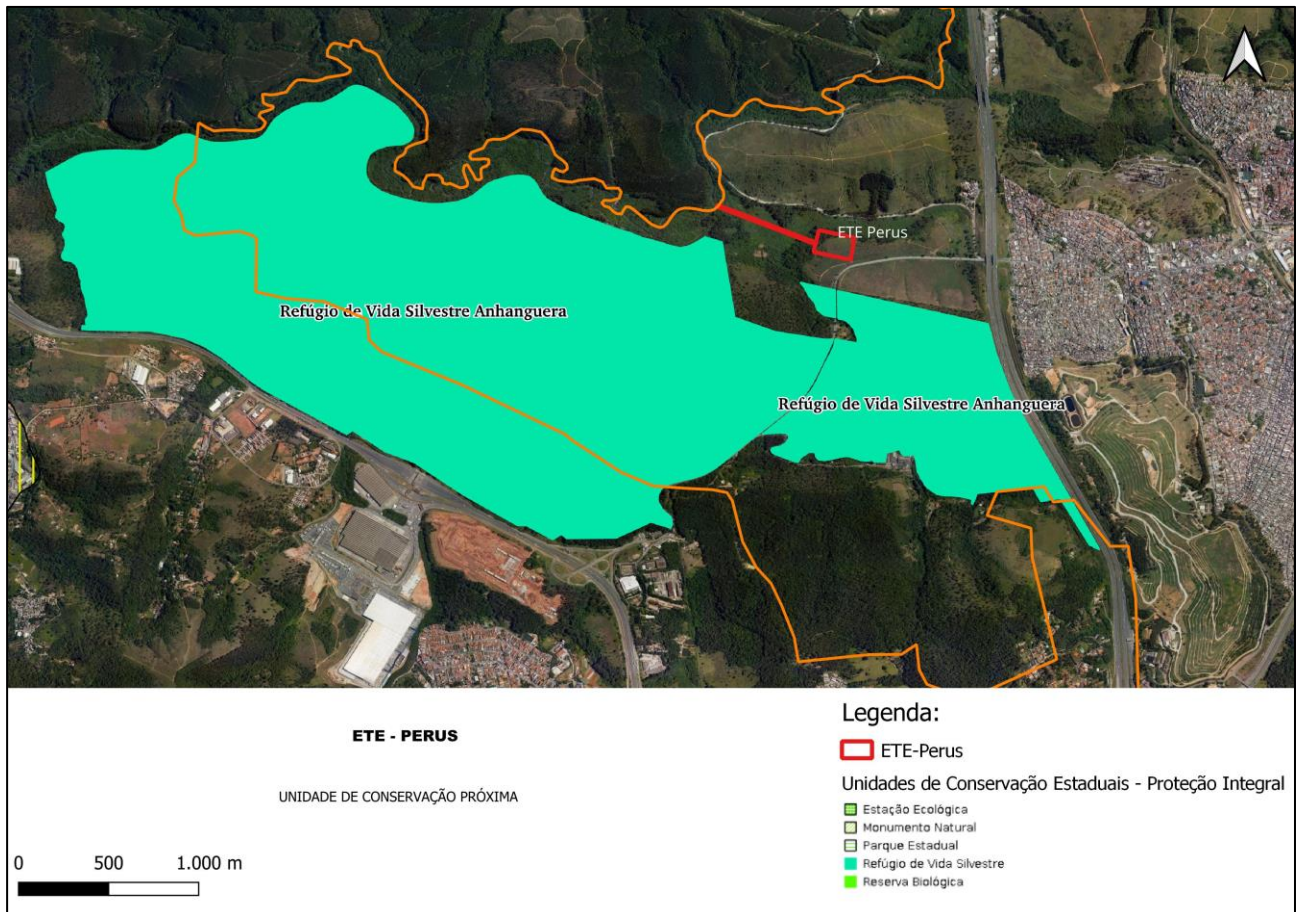 ETE Perus
Refúgio de Vida Silvestre Anhanguera
Refúgio de Vida Silvestre Anhanguera
ETE - PERUS
UNIDADE DE CONSERVAÇÃO PRÓXIMA
0 500 1.000 m
Legenda:
ETE-Perus
Unidades de Conservação Estaduais - Proteção Integral
Estação Ecológica
Monumento Natural
Parque Estadual
Refúgio de Vida Silvestre
Reserva Biológica